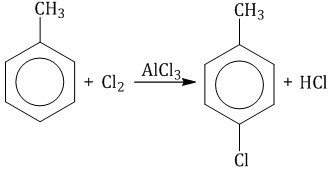 CH₃ CH₃
+ Cl₂ AlCl₃ + HCl
Cl